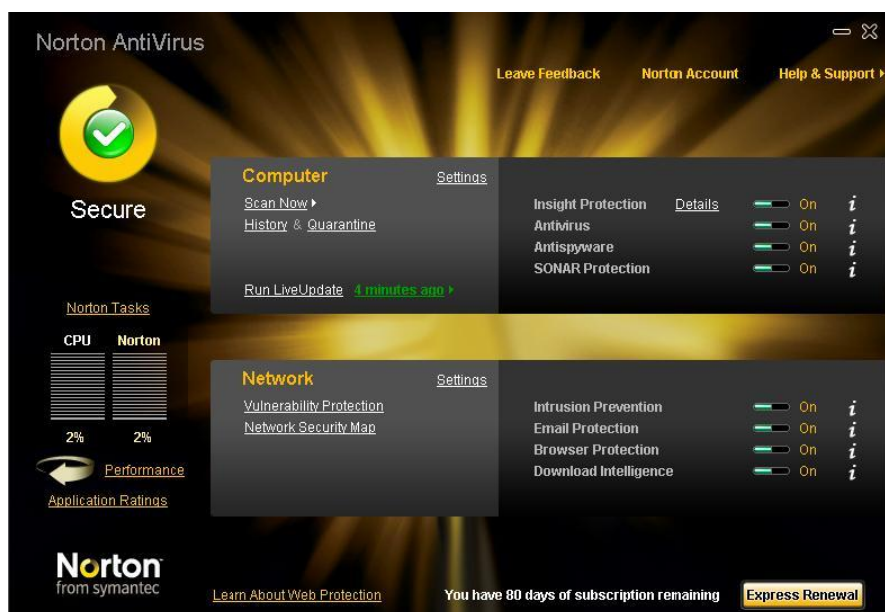 Norton AntiVirus
Leave Feedback Norton Account Help & Support
Secure
Computer Settings
Scan Now
History & Quarantine
Run LiveUpdate 4 minutes ago
Insight Protection Details On i
Antivirus On i
Antispyware On i
SONAR Protection On i
Norton Tasks
CPU Norton
2% 2%
Performance
Application Ratings
Network Settings
Vulnerability Protection
Network Security Map
Intrusion Prevention On i
Email Protection On i
Browser Protection On i
Download Intelligence On i
Norton
from symantec
Learn About Web Protection You have 80 days of subscription remaining Express Renewal